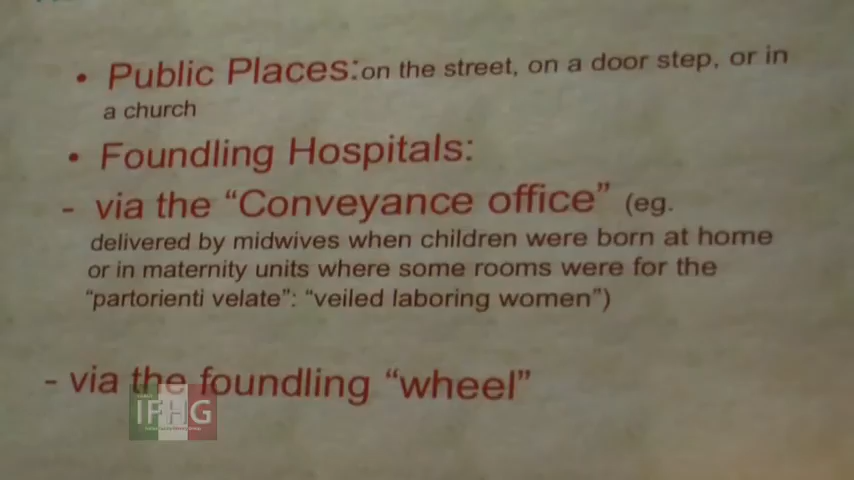 • Public Places: on the street, on a door step, or in
a church
• Foundling Hospitals:
- via the “Conveyance office” (eg.
delivered by midwives when children were born at home
or in maternity units where some rooms were for the
“partorienti velate”: “veiled laboring women”)
- via the foundling “wheel”
IFHG